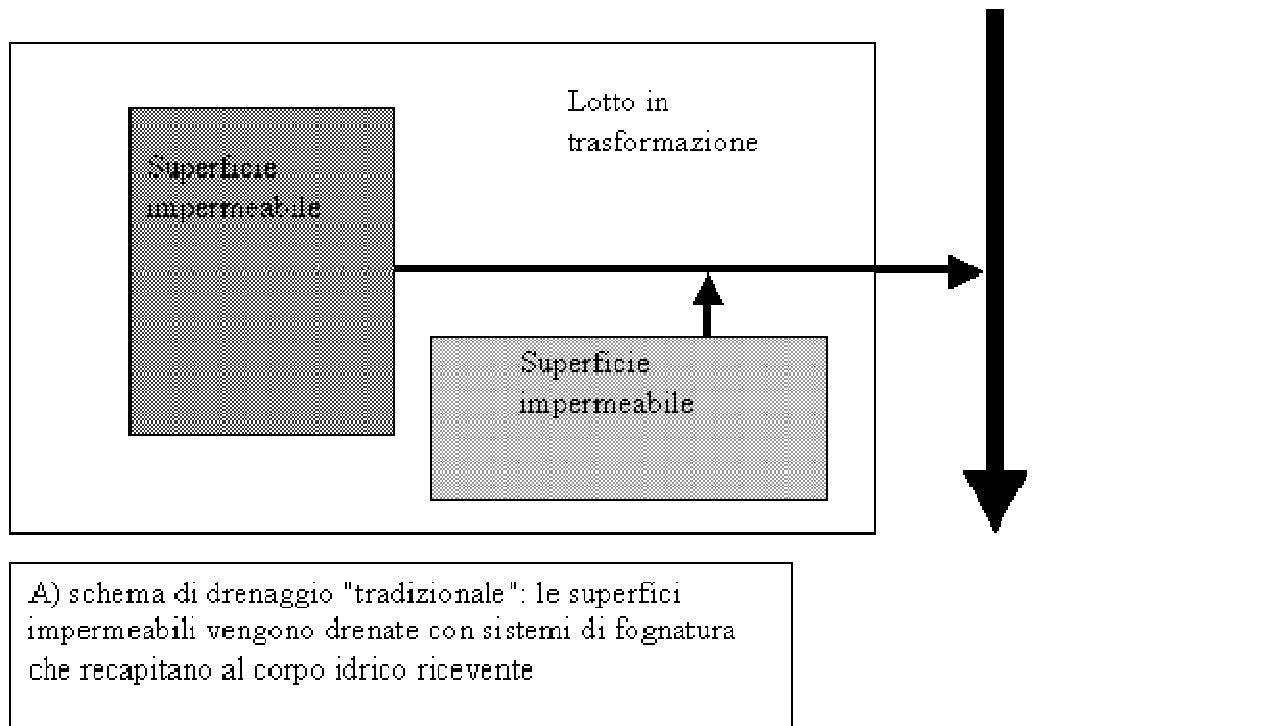 Lotto in
trasformazione
Superficie
impermeabile
Superficie
impermeabile
A) schema di drenaggio "tradizionale": le superfici
impermeabili vengono drenate con sistemi di fognatura
che recapitano al corpo idrico ricevente